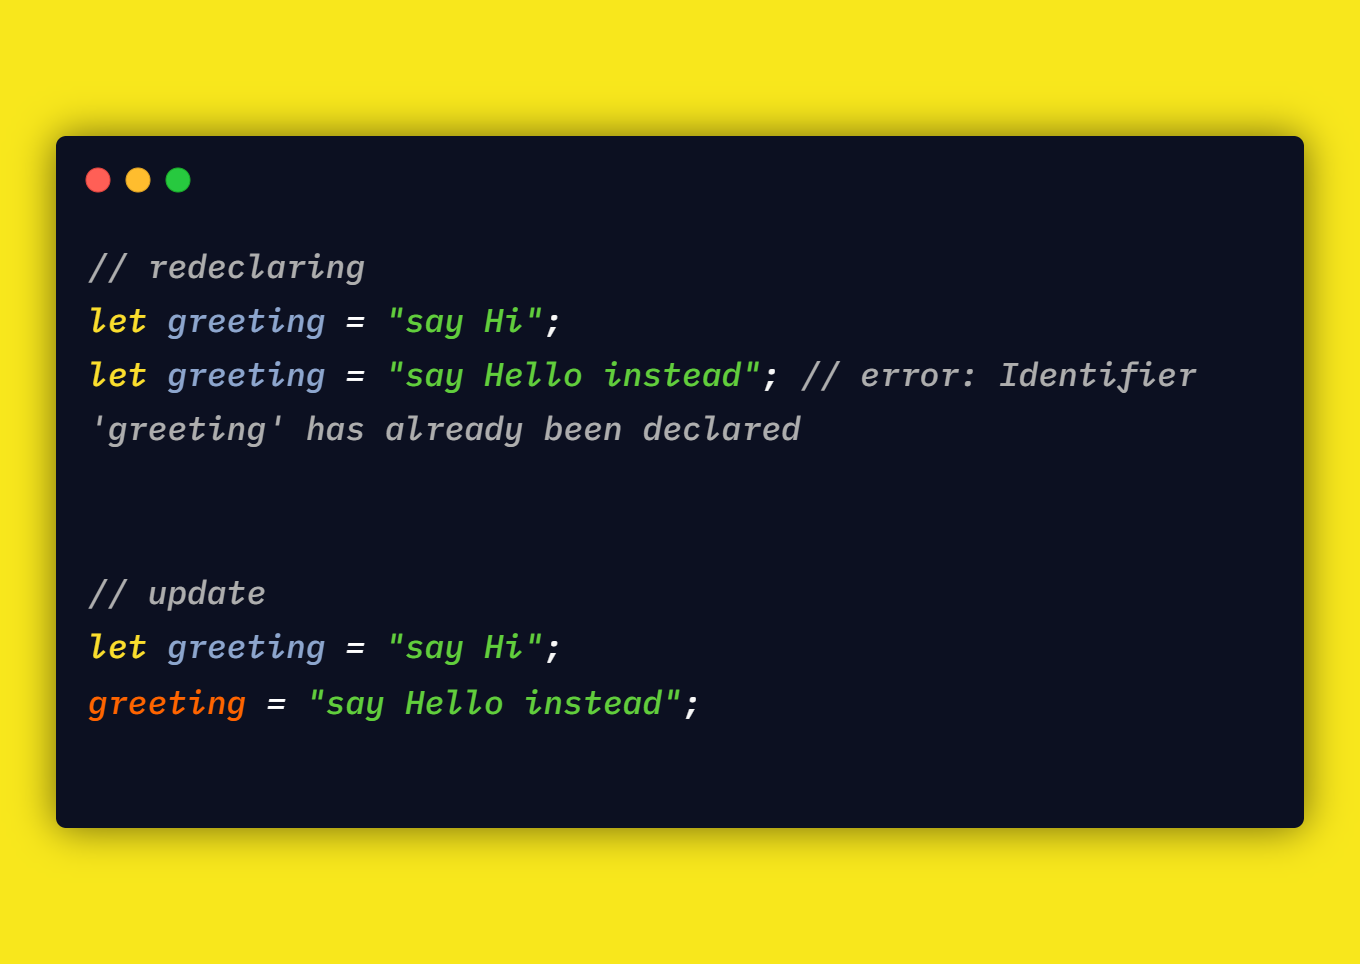 // redeclaring
let greeting = "say Hi";
let greeting = "say Hello instead"; // error: Identifier
'greeting' has already been declared
// update
let greeting = "say Hi";
greeting = "say Hello instead";